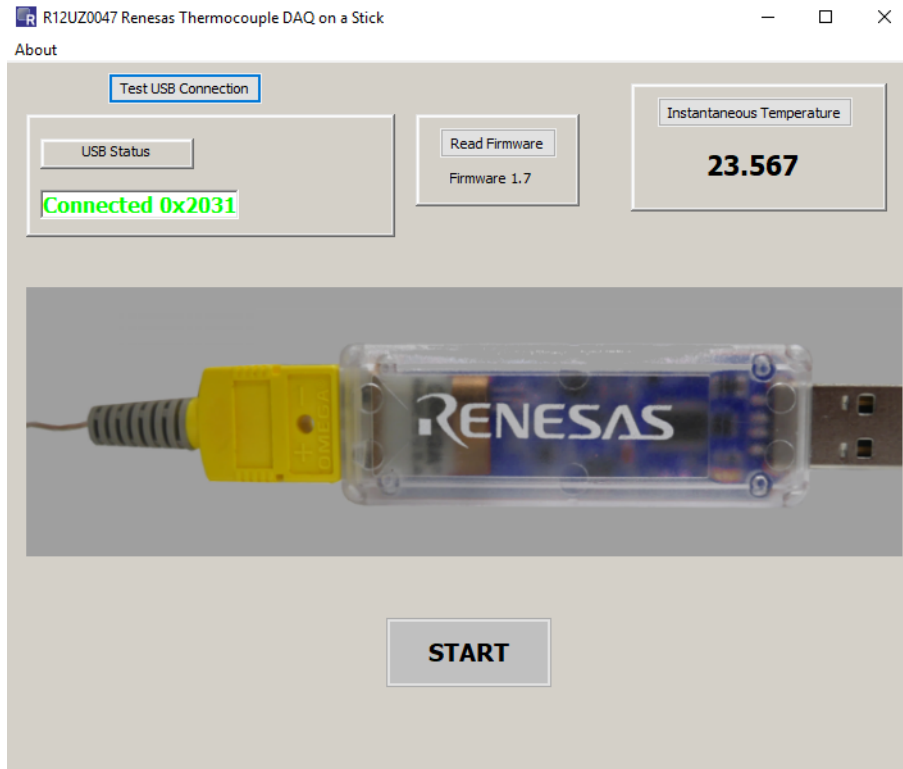 R12UZ0047 Renesas Thermocouple DAQ on a Stick
About
Test USB Connection
USB Status
Connected 0x2031
Read Firmware
Firmware 1.7
Instantaneous Temperature
23.567
RENESAS
OMEGA
START